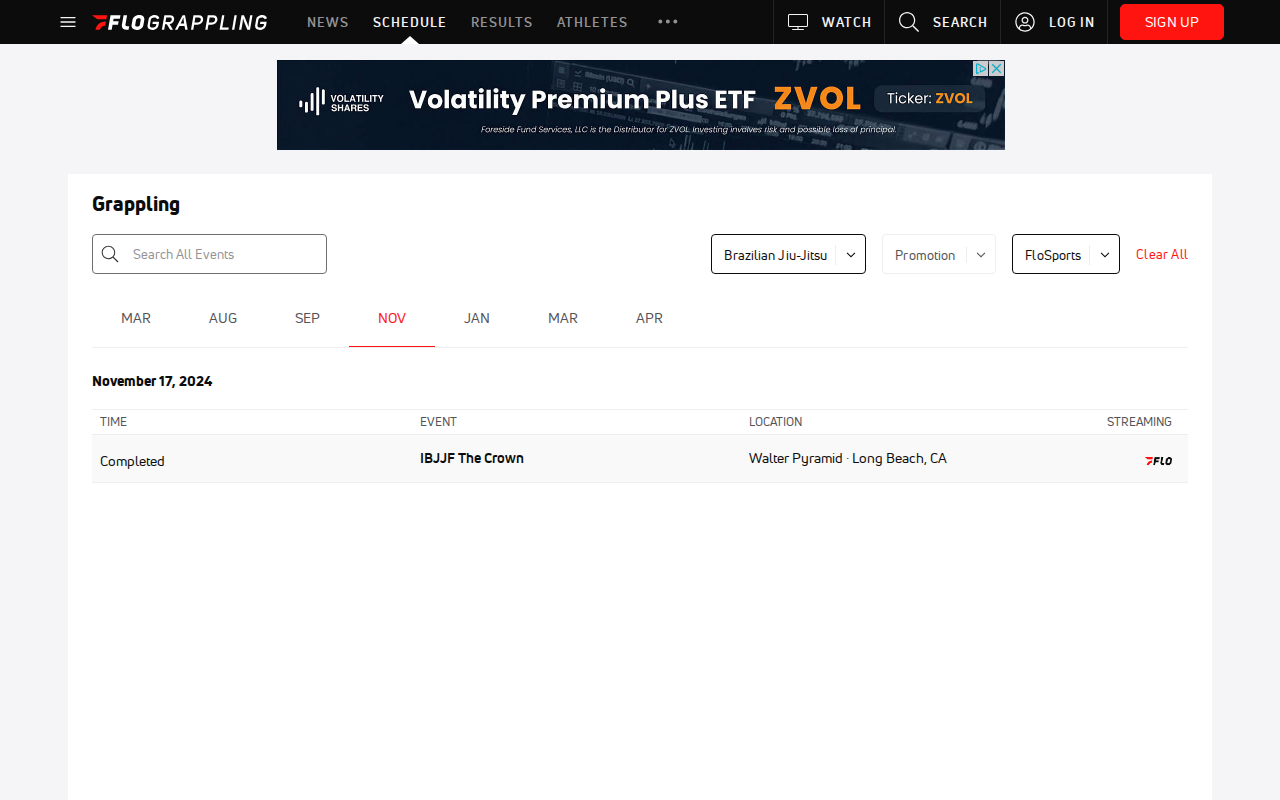 FLOGRAPPLING NEWS SCHEDULE RESULTS ATHLETES ••• WATCH SEARCH LOG IN SIGN UP
VOLATILITY SHARES Volatility Premium Plus ETF ZVOL Ticker: ZVOL
Foreside Fund Services, LLC is the Distributor for ZVOL. Investing involves risk and possible loss of principal.
Grappling
Search All Events Brazilian Jiu-Jitsu Promotion FloSports Clear All
MAR AUG SEP NOV JAN MAR APR
November 17, 2024
TIME EVENT LOCATION STREAMING
Completed IBJJF The Crown Walter Pyramid · Long Beach, CA FLO